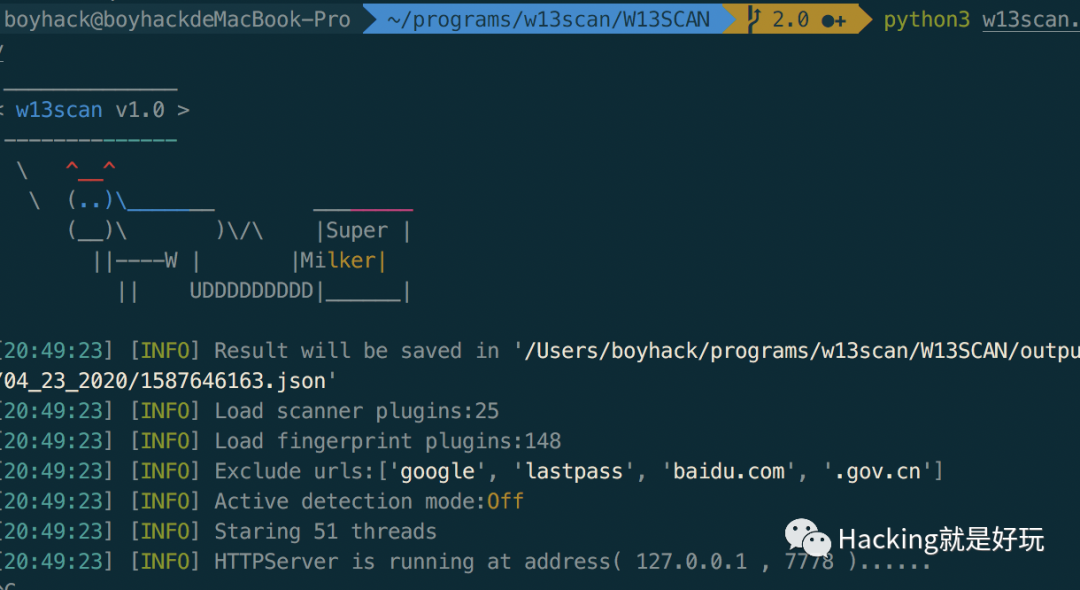 boyhack@boyhackdeMacBook-Pro ~/programs/w13scan/W13SCAN 2.0 ●+ python3 w13scan.
y
______________
< w13scan v1.0 >
--------------
 \   ^__^
  \  (..)\_______        ________
     (__)\       )\/\    |Super |
       ||----W |       |Milker|
         ||    UDDDDDDDDDD|______|
[20:49:23] [INFO] Result will be saved in '/Users/boyhack/programs/w13scan/W13SCAN/outpu
/04_23_2020/1587646163.json'
[20:49:23] [INFO] Load scanner plugins:25
[20:49:23] [INFO] Load fingerprint plugins:148
[20:49:23] [INFO] Exclude urls:['google', 'lastpass', 'baidu.com', '.gov.cn']
[20:49:23] [INFO] Active detection mode:Off
[20:49:23] [INFO] Staring 51 threads
[20:49:23] [INFO] HTTPServer is running at address( 127.0.0.1 , 7778 )......
Hacking就是好玩